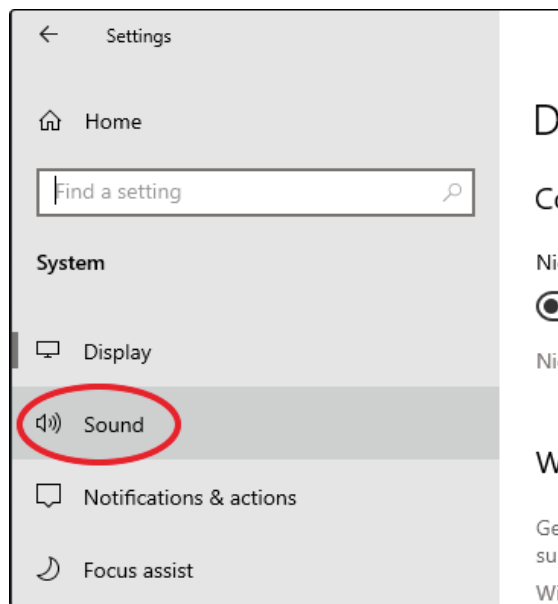 Settings
Home
Find a setting
System
Display
Sound
Notifications & actions
Focus assist